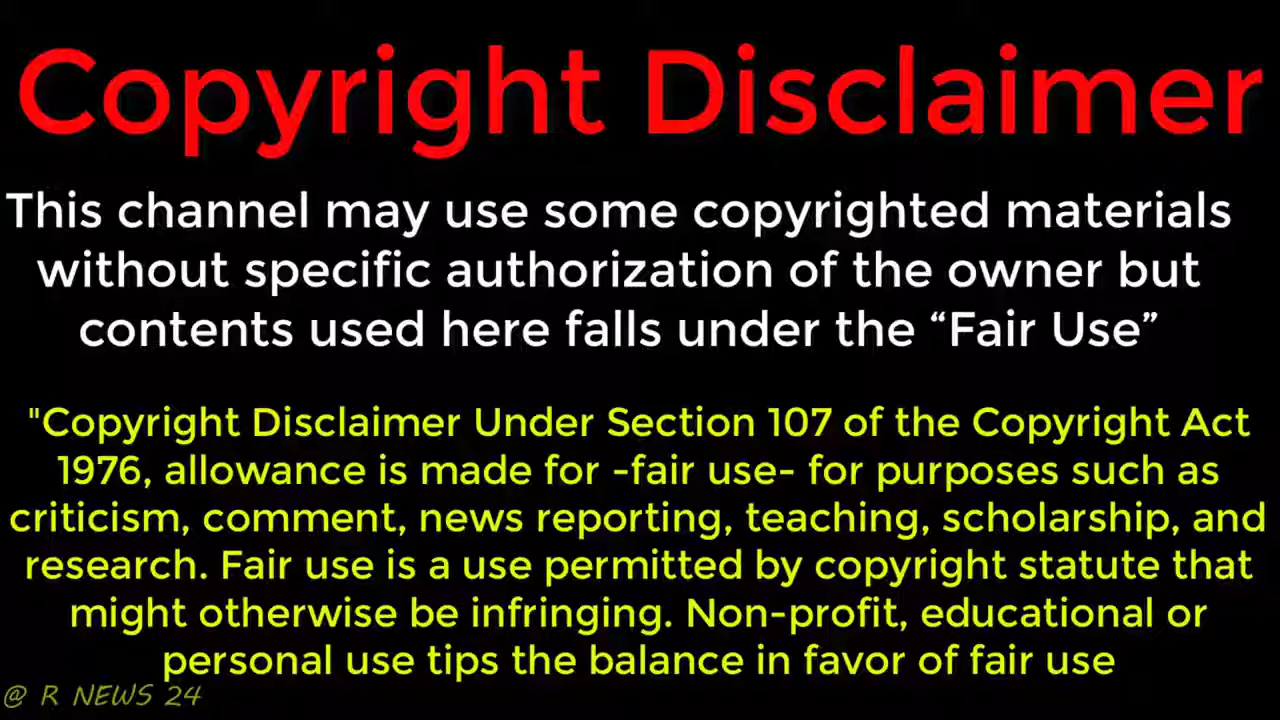 Copyright Disclaimer
This channel may use some copyrighted materials
without specific authorization of the owner but
contents used here falls under the “Fair Use”
"Copyright Disclaimer Under Section 107 of the Copyright Act
1976, allowance is made for -fair use- for purposes such as
criticism, comment, news reporting, teaching, scholarship, and
research. Fair use is a use permitted by copyright statute that
might otherwise be infringing. Non-profit, educational or
personal use tips the balance in favor of fair use
@ R NEWS 24